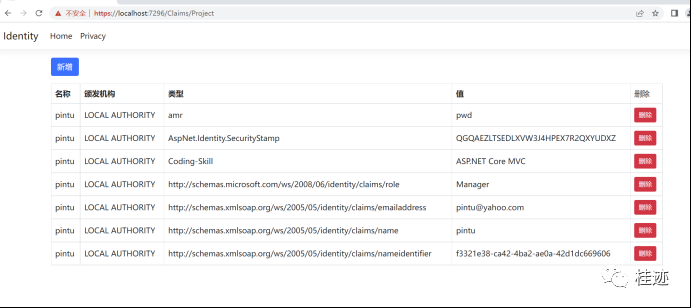 不安全 | https://localhost:7296/Claims/Project
Identity Home Privacy
新增
名称 颁发机构 类型 值 删除
pintu LOCAL AUTHORITY amr pwd 删除
pintu LOCAL AUTHORITY AspNet.Identity.SecurityStamp QGQAEZLTSEDLXVW3J4HPEX7R2QXYUDXZ 删除
pintu LOCAL AUTHORITY Coding-Skill ASP.NET Core MVC 删除
pintu LOCAL AUTHORITY http://schemas.microsoft.com/ws/2008/06/identity/claims/role Manager 删除
pintu LOCAL AUTHORITY http://schemas.xmlsoap.org/ws/2005/05/identity/claims/emailaddress pintu@yahoo.com 删除
pintu LOCAL AUTHORITY http://schemas.xmlsoap.org/ws/2005/05/identity/claims/name pintu 删除
pintu LOCAL AUTHORITY http://schemas.xmlsoap.org/ws/2005/05/identity/claims/nameidentifier f3321e38-ca42-4ba2-ae0a-42d1dc669606 删除
桂迹